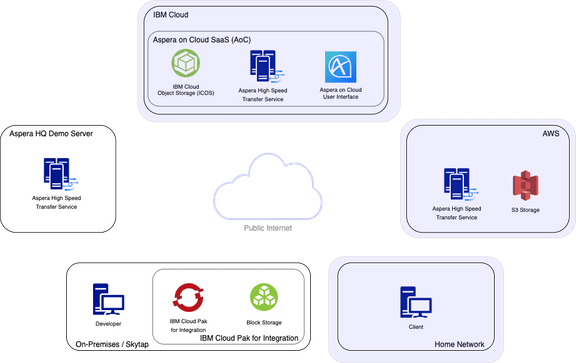 IBM Cloud
Aspera on Cloud SaaS (AoC)
IBM Cloud
Object Storage (ICOS)
Aspera High Speed
Transfer Service
Aspera on Cloud
User Interface
Aspera HQ Demo Server
Aspera High Speed
Transfer Service
AWS
Aspera High Speed
Transfer Service
S3 Storage
Public Internet
Developer
On-Premises / Skytap
IBM Cloud Pak
for Integration
Block Storage
IBM Cloud Pak for Integration
Client
Home Network